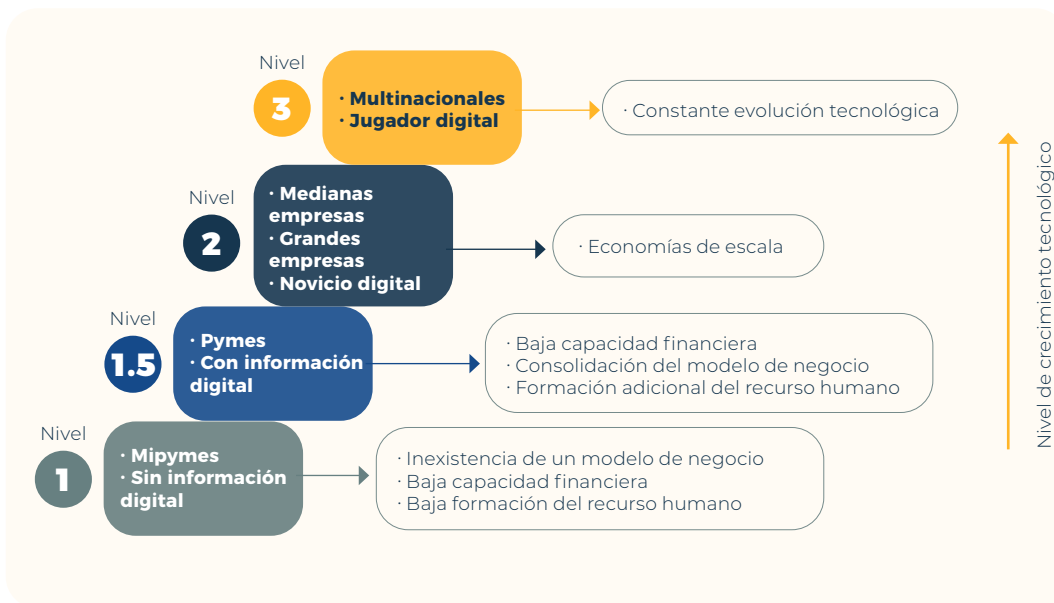 Nivel
3
· Multinacionales
· Jugador digital
· Constante evolución tecnológica
Nivel
2
· Medianas
empresas
· Grandes
empresas
· Novicio digital
· Economías de escala
Nivel
1.5
· Pymes
· Con información
digital
· Baja capacidad financiera
· Consolidación del modelo de negocio
· Formación adicional del recurso humano
Nivel
1
· Mipymes
· Sin información
digital
· Inexistencia de un modelo de negocio
· Baja capacidad financiera
· Baja formación del recurso humano
Nivel de crecimiento tecnológico